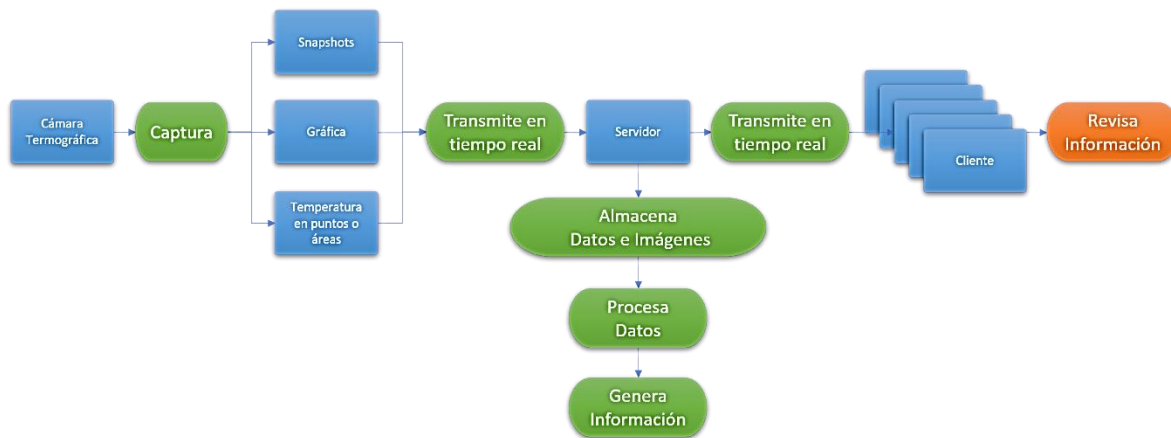 Snapshots
Cámara
Termográfica
Captura
Gráfica
Temperatura
en puntos o
áreas
Transmite en
tiempo real
Servidor
Transmite en
tiempo real
Cliente
Revisa
Información
Almacena
Datos e Imágenes
Procesa
Datos
Genera
Información